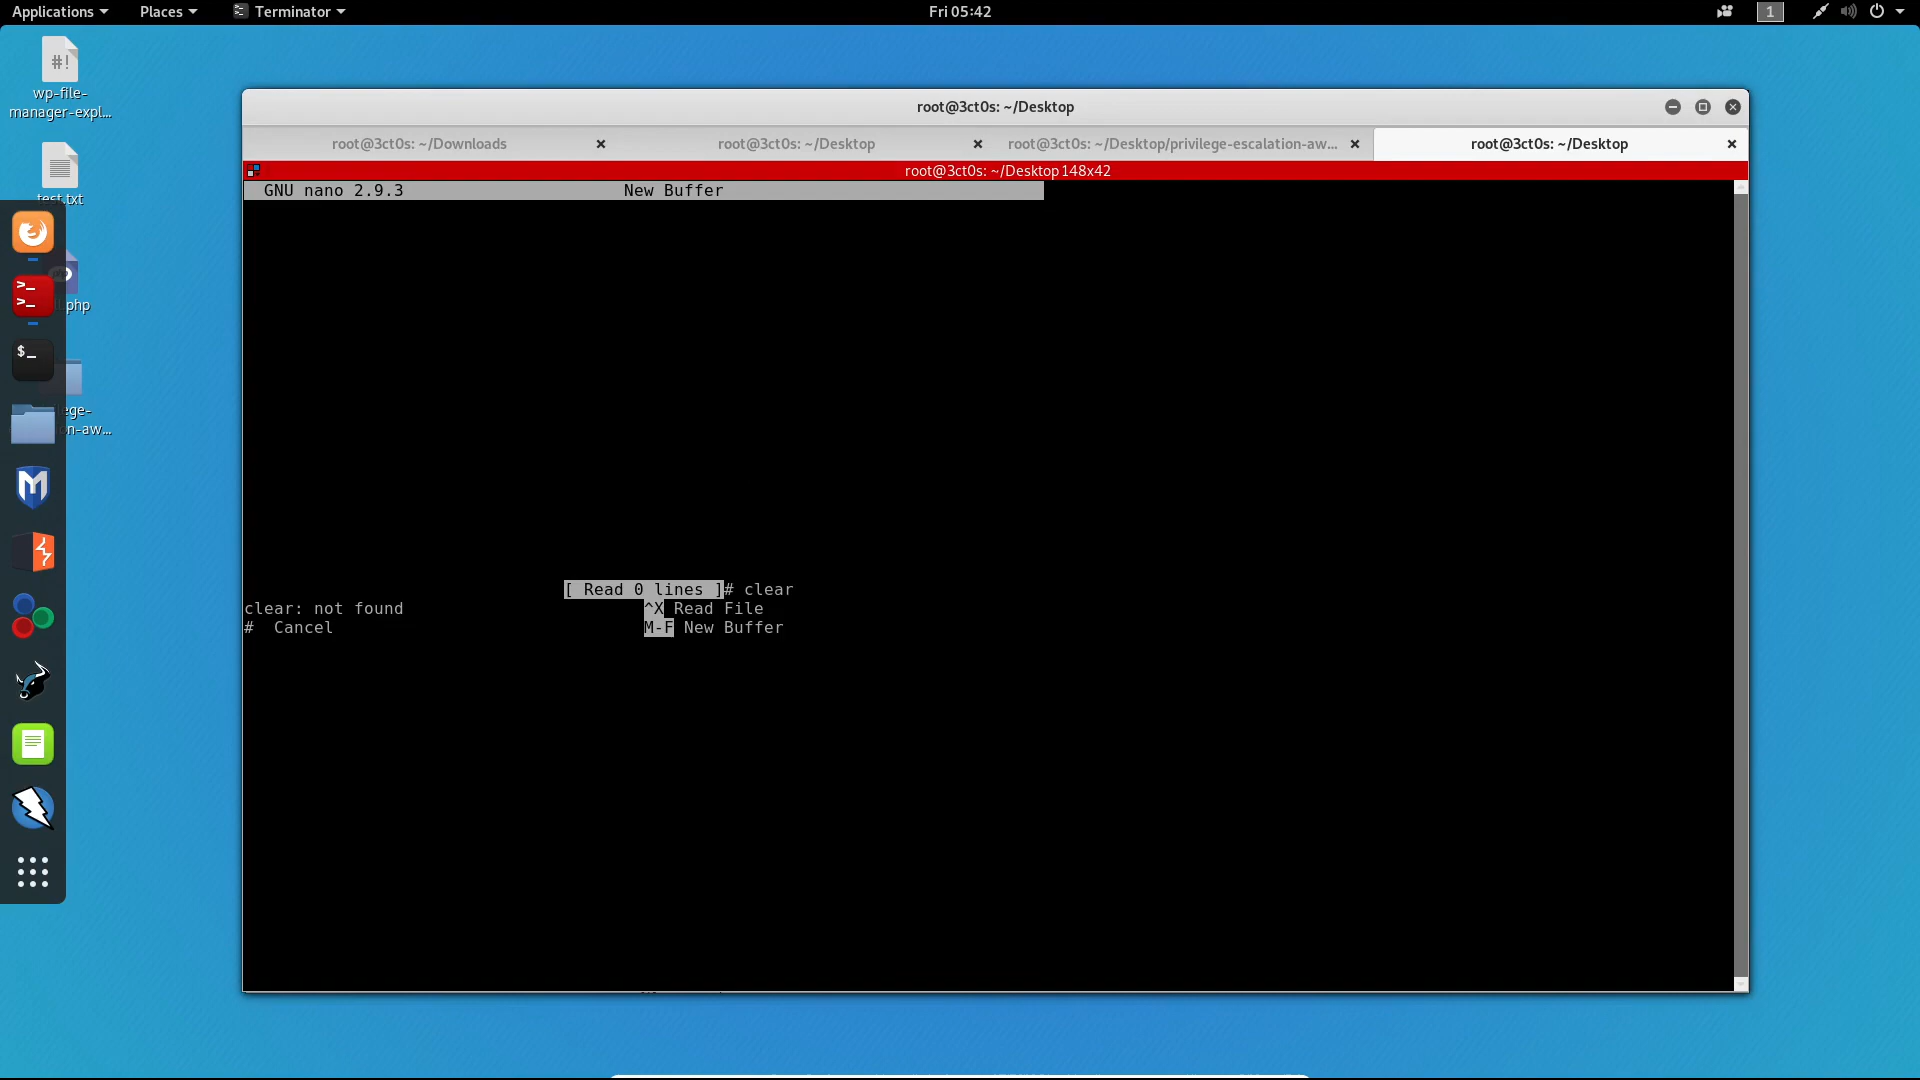 Applications Places Terminator Fri 05:42 1
#!
wp-file-
manager-expl...
test.txt
php
ege-
on-aw...
root@3ct0s: ~/Desktop
root@3ct0s: ~/Downloads root@3ct0s: ~/Desktop root@3ct0s: ~/Desktop/privilege-escalation-aw... root@3ct0s: ~/Desktop
root@3ct0s: ~/Desktop 148x42
GNU nano 2.9.3 New Buffer
[ Read 0 lines ]# clear
clear: not found ^X Read File
# Cancel M-F New Buffer
>_
>_
$_
M